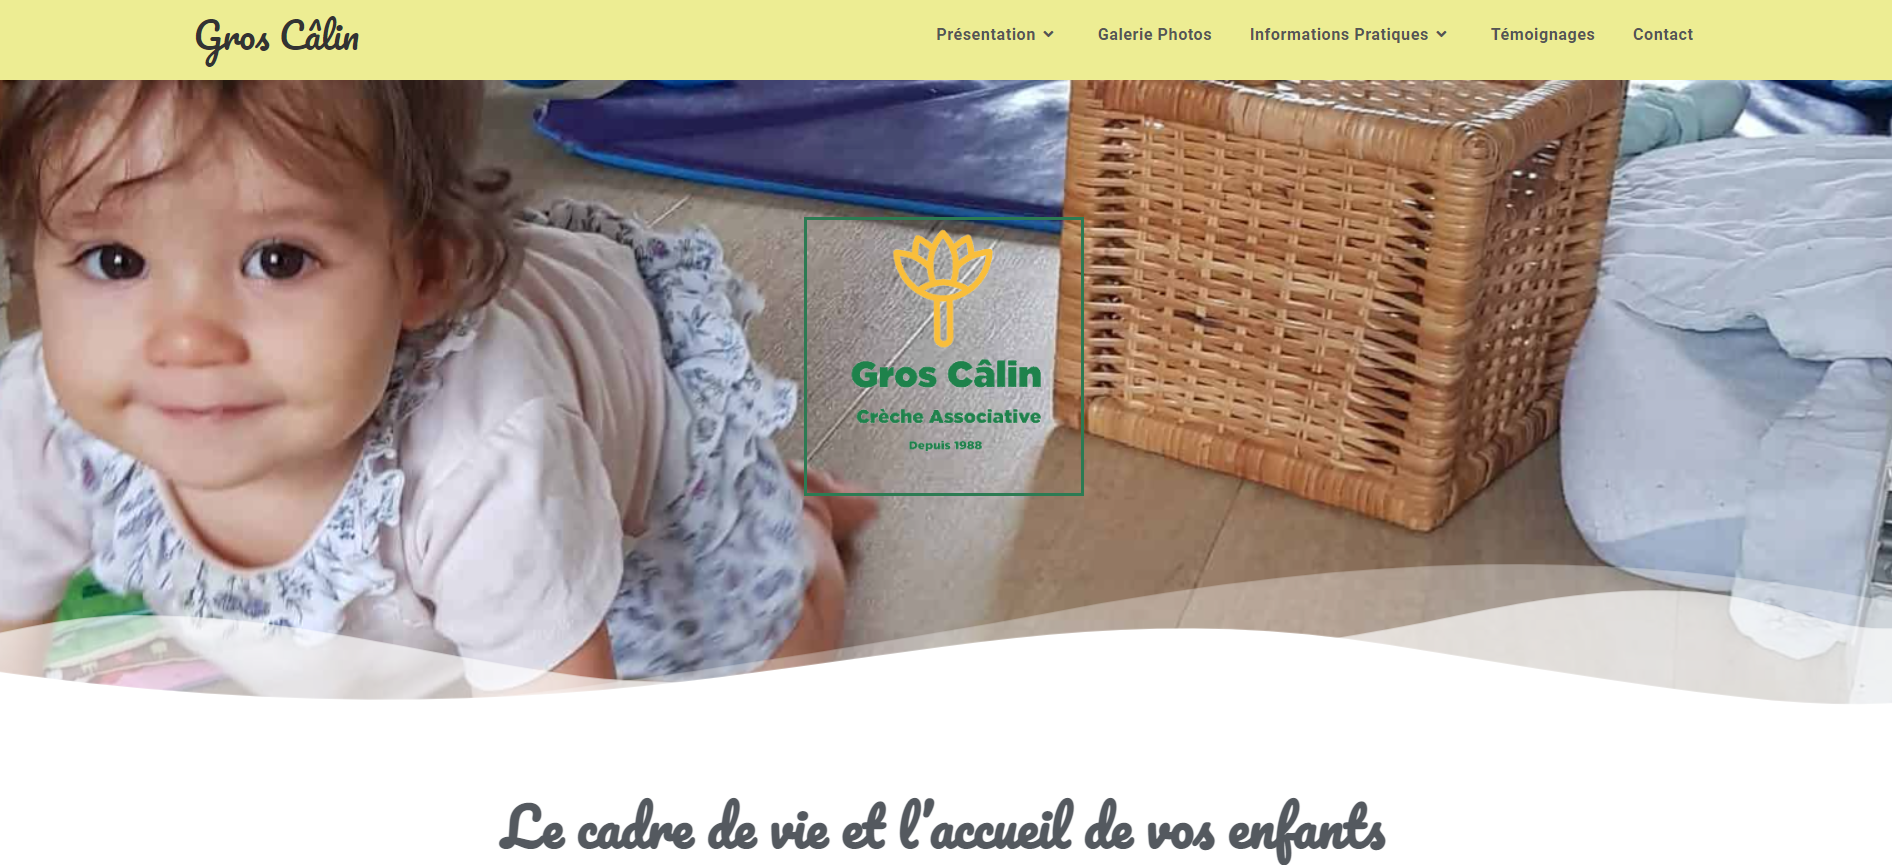 Gros Câlin
Présentation
Galerie Photos
Informations Pratiques
Témoignages
Contact
Gros Câlin
Crèche Associative
Depuis 1988
Le cadre de vie et l'accueil de vos enfants